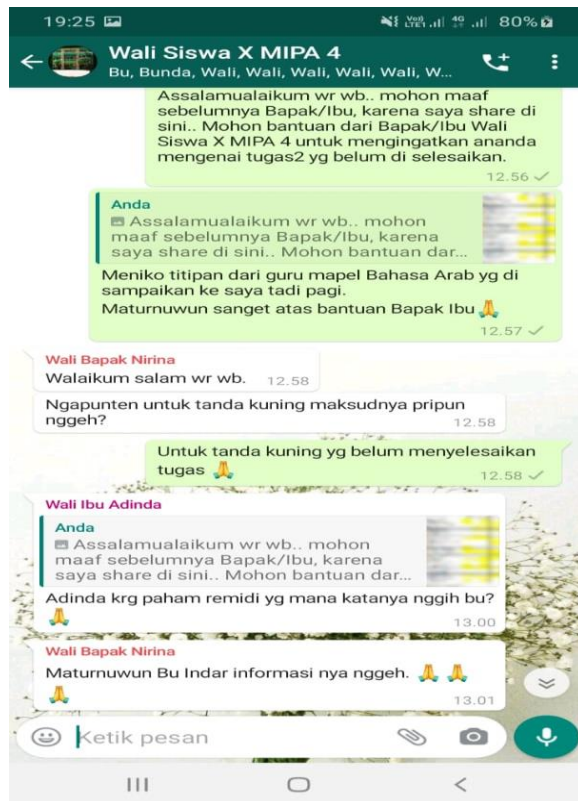 19:25 80%
Wali Siswa X MIPA 4
Bu, Bunda, Wali, Wali, Wali, Wali, Wali, W...
Assalamualaikum wr wb.. mohon maaf
sebelumnya Bapak/Ibu, karena saya share di
sini.. Mohon bantuan dari Bapak/Ibu Wali
Siswa X MIPA 4 untuk mengingatkan ananda
mengenai tugas2 yg belum di selesaikan.
12.56
Anda
Assalamualaikum wr wb.. mohon
maaf sebelumnya Bapak/Ibu, karena
saya share di sini.. Mohon bantuan dar...
Meniko titipan dari guru mapel Bahasa Arab yg di
sampaikan ke saya tadi pagi.
Maturnuwun sanget atas bantuan Bapak Ibu 🙏
12.57
Wali Bapak Nirina
Walaikum salam wr wb. 12.58
Ngapunten untuk tanda kuning maksudnya pripun
nggeh?
12.58
Untuk tanda kuning yg belum menyelesaikan
tugas 🙏
12.58
Wali Ibu Adinda
Anda
Assalamualaikum wr wb.. mohon
maaf sebelumnya Bapak/Ibu, karena
saya share di sini.. Mohon bantuan dar...
Adinda krg paham remidi yg mana katanya nggih bu?
🙏
13.00
Wali Bapak Nirina
Maturnuwun Bu Indar informasi nya nggeh. 🙏 🙏
🙏
13.01
Ketik pesan